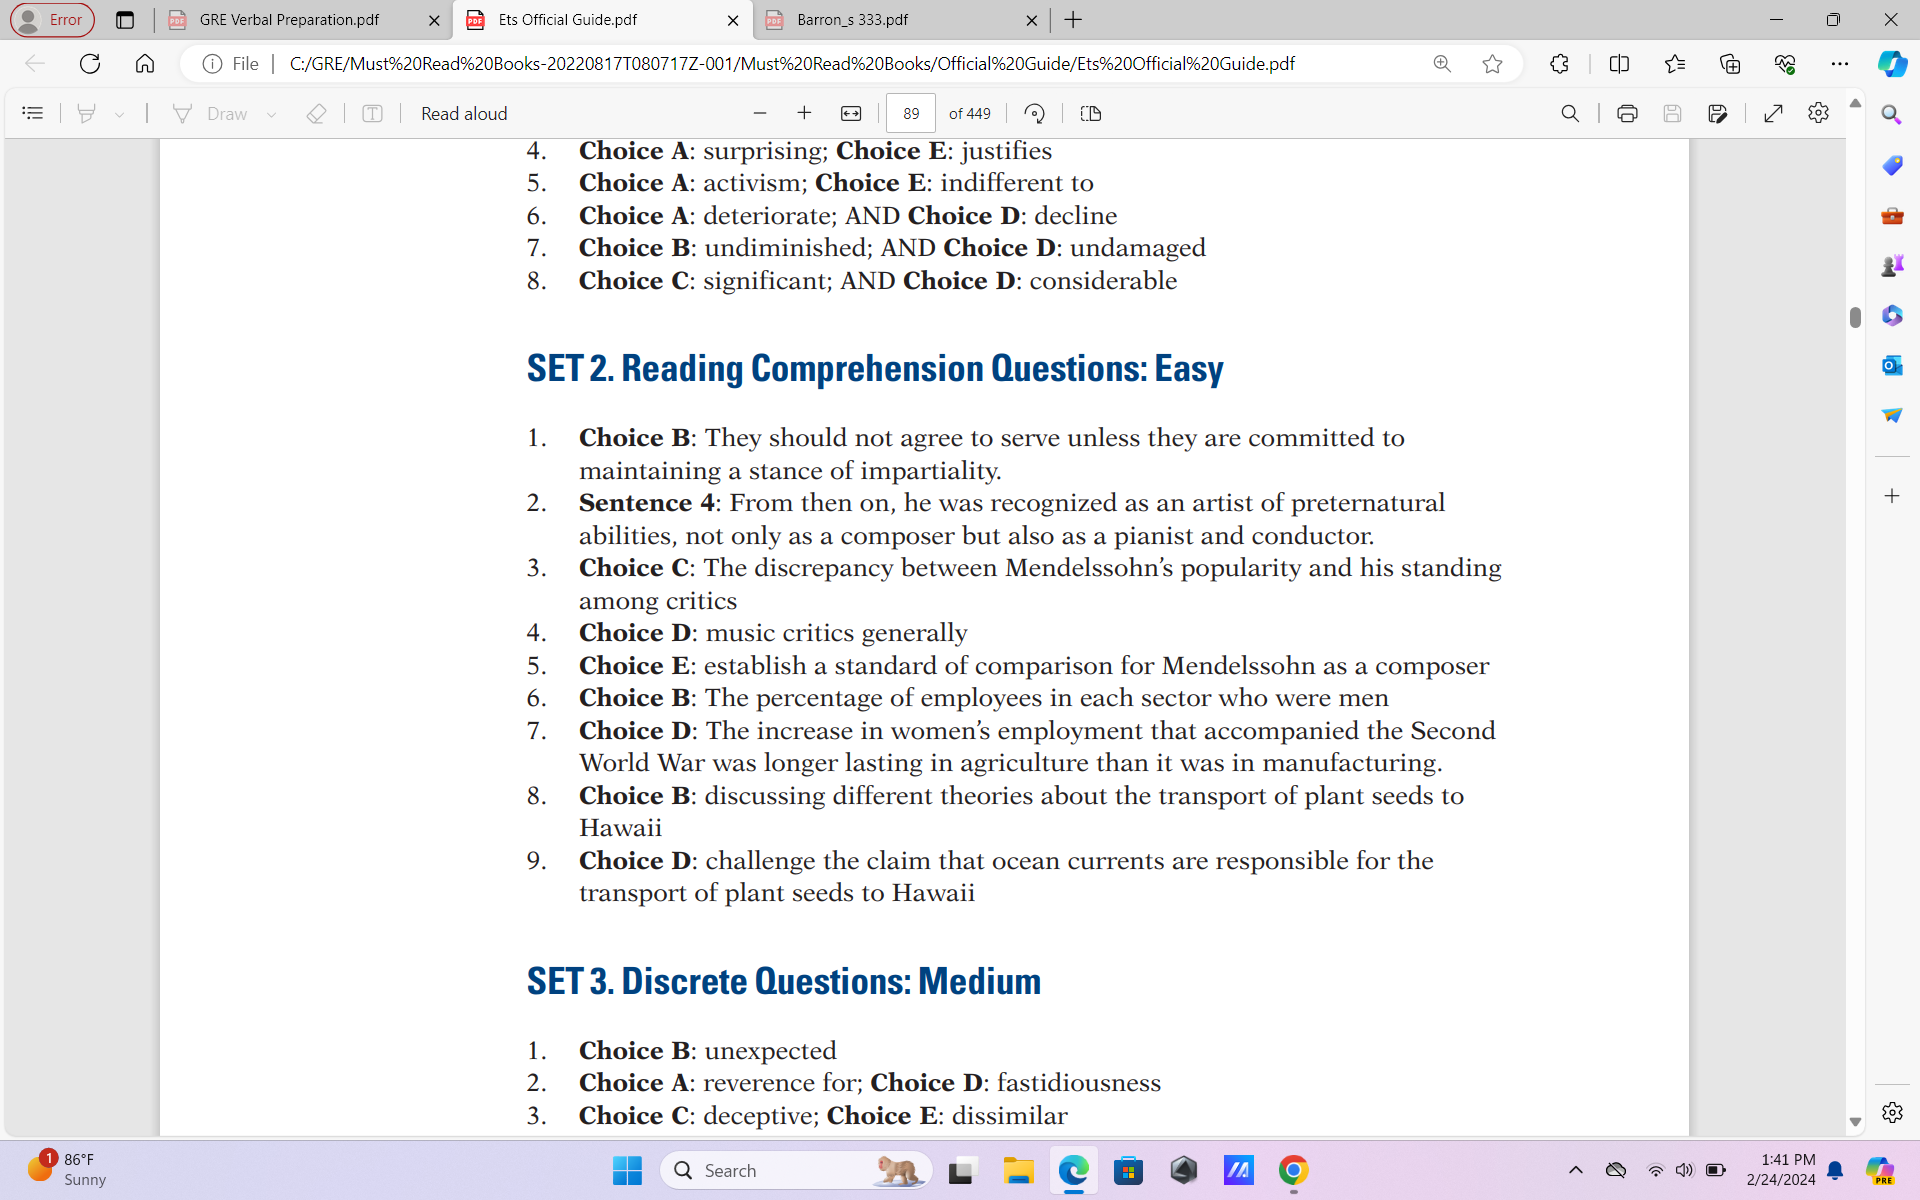 Error
GRE Verbal Preparation.pdf
Ets Official Guide.pdf
Barron_s 333.pdf
File
C:/GRE/Must%20Read%20Books-20220817T080717Z-001/Must%20Read%20Books/Official%20Guide/Ets%20Official%20Guide.pdf
Draw
Read aloud
89 of 449
4. Choice A: surprising; Choice E: justifies
5. Choice A: activism; Choice E: indifferent to
6. Choice A: deteriorate; AND Choice D: decline
7. Choice B: undiminished; AND Choice D: undamaged
8. Choice C: significant; AND Choice D: considerable
SET 2. Reading Comprehension Questions: Easy
1. Choice B: They should not agree to serve unless they are committed to
maintaining a stance of impartiality.
2. Sentence 4: From then on, he was recognized as an artist of preternatural
abilities, not only as a composer but also as a pianist and conductor.
3. Choice C: The discrepancy between Mendelssohn’s popularity and his standing
among critics
4. Choice D: music critics generally
5. Choice E: establish a standard of comparison for Mendelssohn as a composer
6. Choice B: The percentage of employees in each sector who were men
7. Choice D: The increase in women’s employment that accompanied the Second
World War was longer lasting in agriculture than it was in manufacturing.
8. Choice B: discussing different theories about the transport of plant seeds to
Hawaii
9. Choice D: challenge the claim that ocean currents are responsible for the
transport of plant seeds to Hawaii
SET 3. Discrete Questions: Medium
1. Choice B: unexpected
2. Choice A: reverence for; Choice D: fastidiousness
3. Choice C: deceptive; Choice E: dissimilar
1
86°F
Sunny
Search
1:41 PM
2/24/2024
PRE